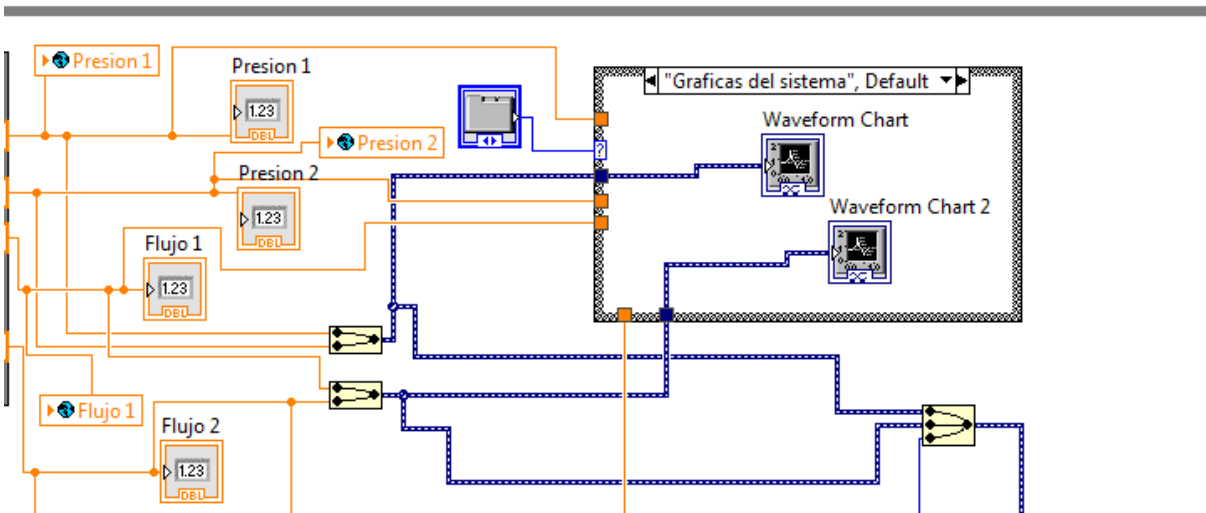 Presion 1
Presion 1
1.23
DBL
Presion 2
Presion 2
1.23
DBL
Flujo 1
1.23
DBL
Flujo 1
Flujo 2
1.23
DBL
"Graficas del sistema", Default
?
Waveform Chart
Waveform Chart 2